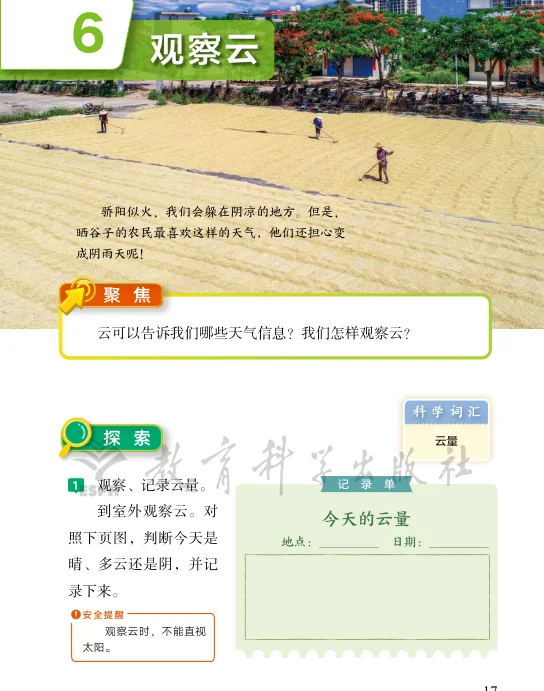 6
观察云
骄阳似火，我们会躲在阴凉的地方。但是，
晒谷子的农民最喜欢这样的天气，他们还担心变
成阴雨天呢！
聚焦
云可以告诉我们哪些天气信息？我们怎样观察云？
科学词汇
云量
探索
教育科学出版社
ESPH
1 观察、记录云量。
到室外观察云。对
照下页图，判断今天是
晴、多云还是阴，并记
录下来。
安全提醒
观察云时，不能直视
太阳。
记录单
今天的云量
地点：________ 日期：________
17